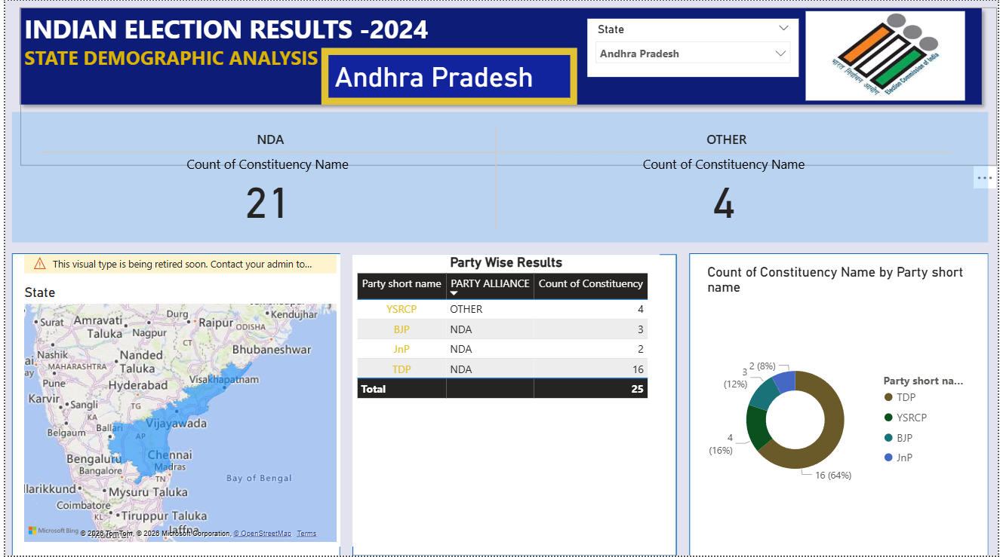 INDIAN ELECTION RESULTS -2024
STATE DEMOGRAPHIC ANALYSIS
Andhra Pradesh
State
Andhra Pradesh
भारत निर्वाचन आयोग
Election Commission of India
NDA
Count of Constituency Name
21
OTHER
Count of Constituency Name
4
This visual type is being retired soon. Contact your admin to...
State
Surat
Amravati
Taluka
Nagpur
Durg
Raipur
Kendujhar
ODISHA
CT
Bhubaneshwar
Nashik
MAHARASHTRA
Nanded
Taluka
ai
ay
Pune
Hyderabad
Visakhapatnam
Karvir
Sangli
TG
KA
Vijayawada
Belgaum
Ballari
AP
Bengaluru
Bangalore
Chennai
Madras
TN
Bay of Bengal
llarikkund
Mysuru Taluka
Coimbatore
KL
Tiruppur Taluka
Jaffna
Madurai
Microsoft Bing
© 2026 TomTom, © 2026 Microsoft Corporation, © OpenStreetMap Terms
Party Wise Results
Party short name PARTY ALLIANCE Count of Constituency
YSRCP OTHER 4
BJP NDA 3
JnP NDA 2
TDP NDA 16
Total 25
Count of Constituency Name by Party short
name
2 (8%)
3
(12%)
4
(16%)
16 (64%)
Party short na...
TDP
YSRCP
BJP
JnP